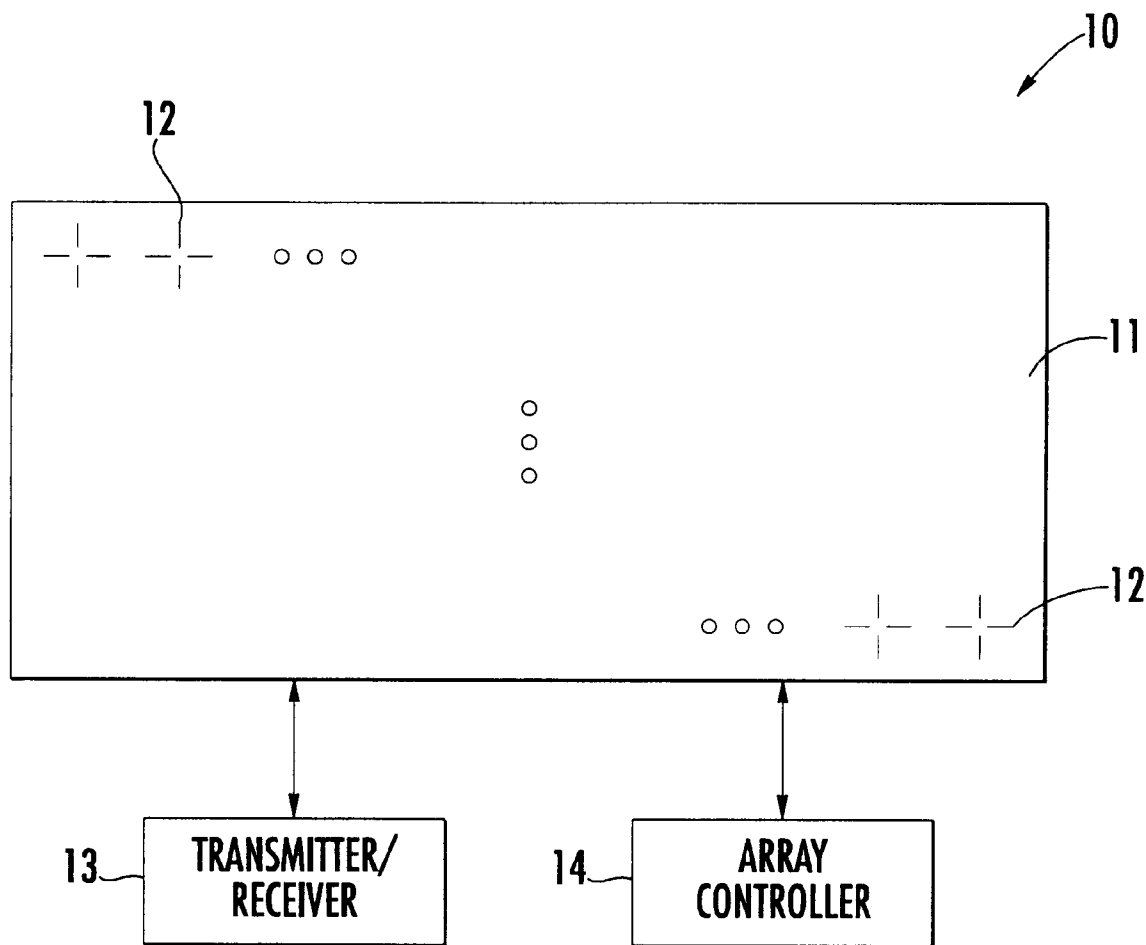 10
12
11
12
13
TRANSMITTER/
RECEIVER
14
ARRAY
CONTROLLER